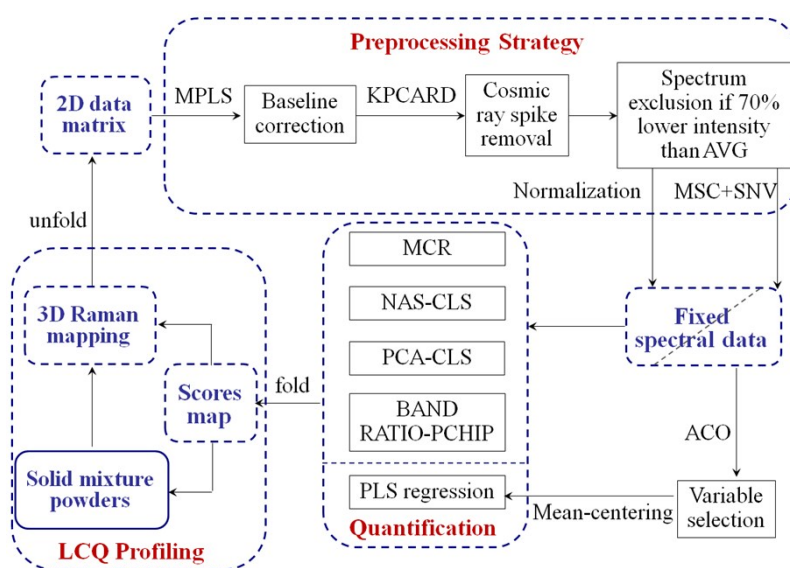 Preprocessing Strategy
2D data
matrix
MPLS
Baseline
correction
KPCARD
Cosmic
ray spike
removal
Spectrum
exclusion if 70%
lower intensity
than AVG
Normalization
MSC+SNV
unfold
MCR
NAS-CLS
PCA-CLS
BAND
RATIO-PCHIP
PLS regression
Quantification
Fixed
spectral data
ACO
Variable
selection
Mean-centering
fold
3D Raman
mapping
Scores
map
Solid mixture
powders
LCQ Profiling